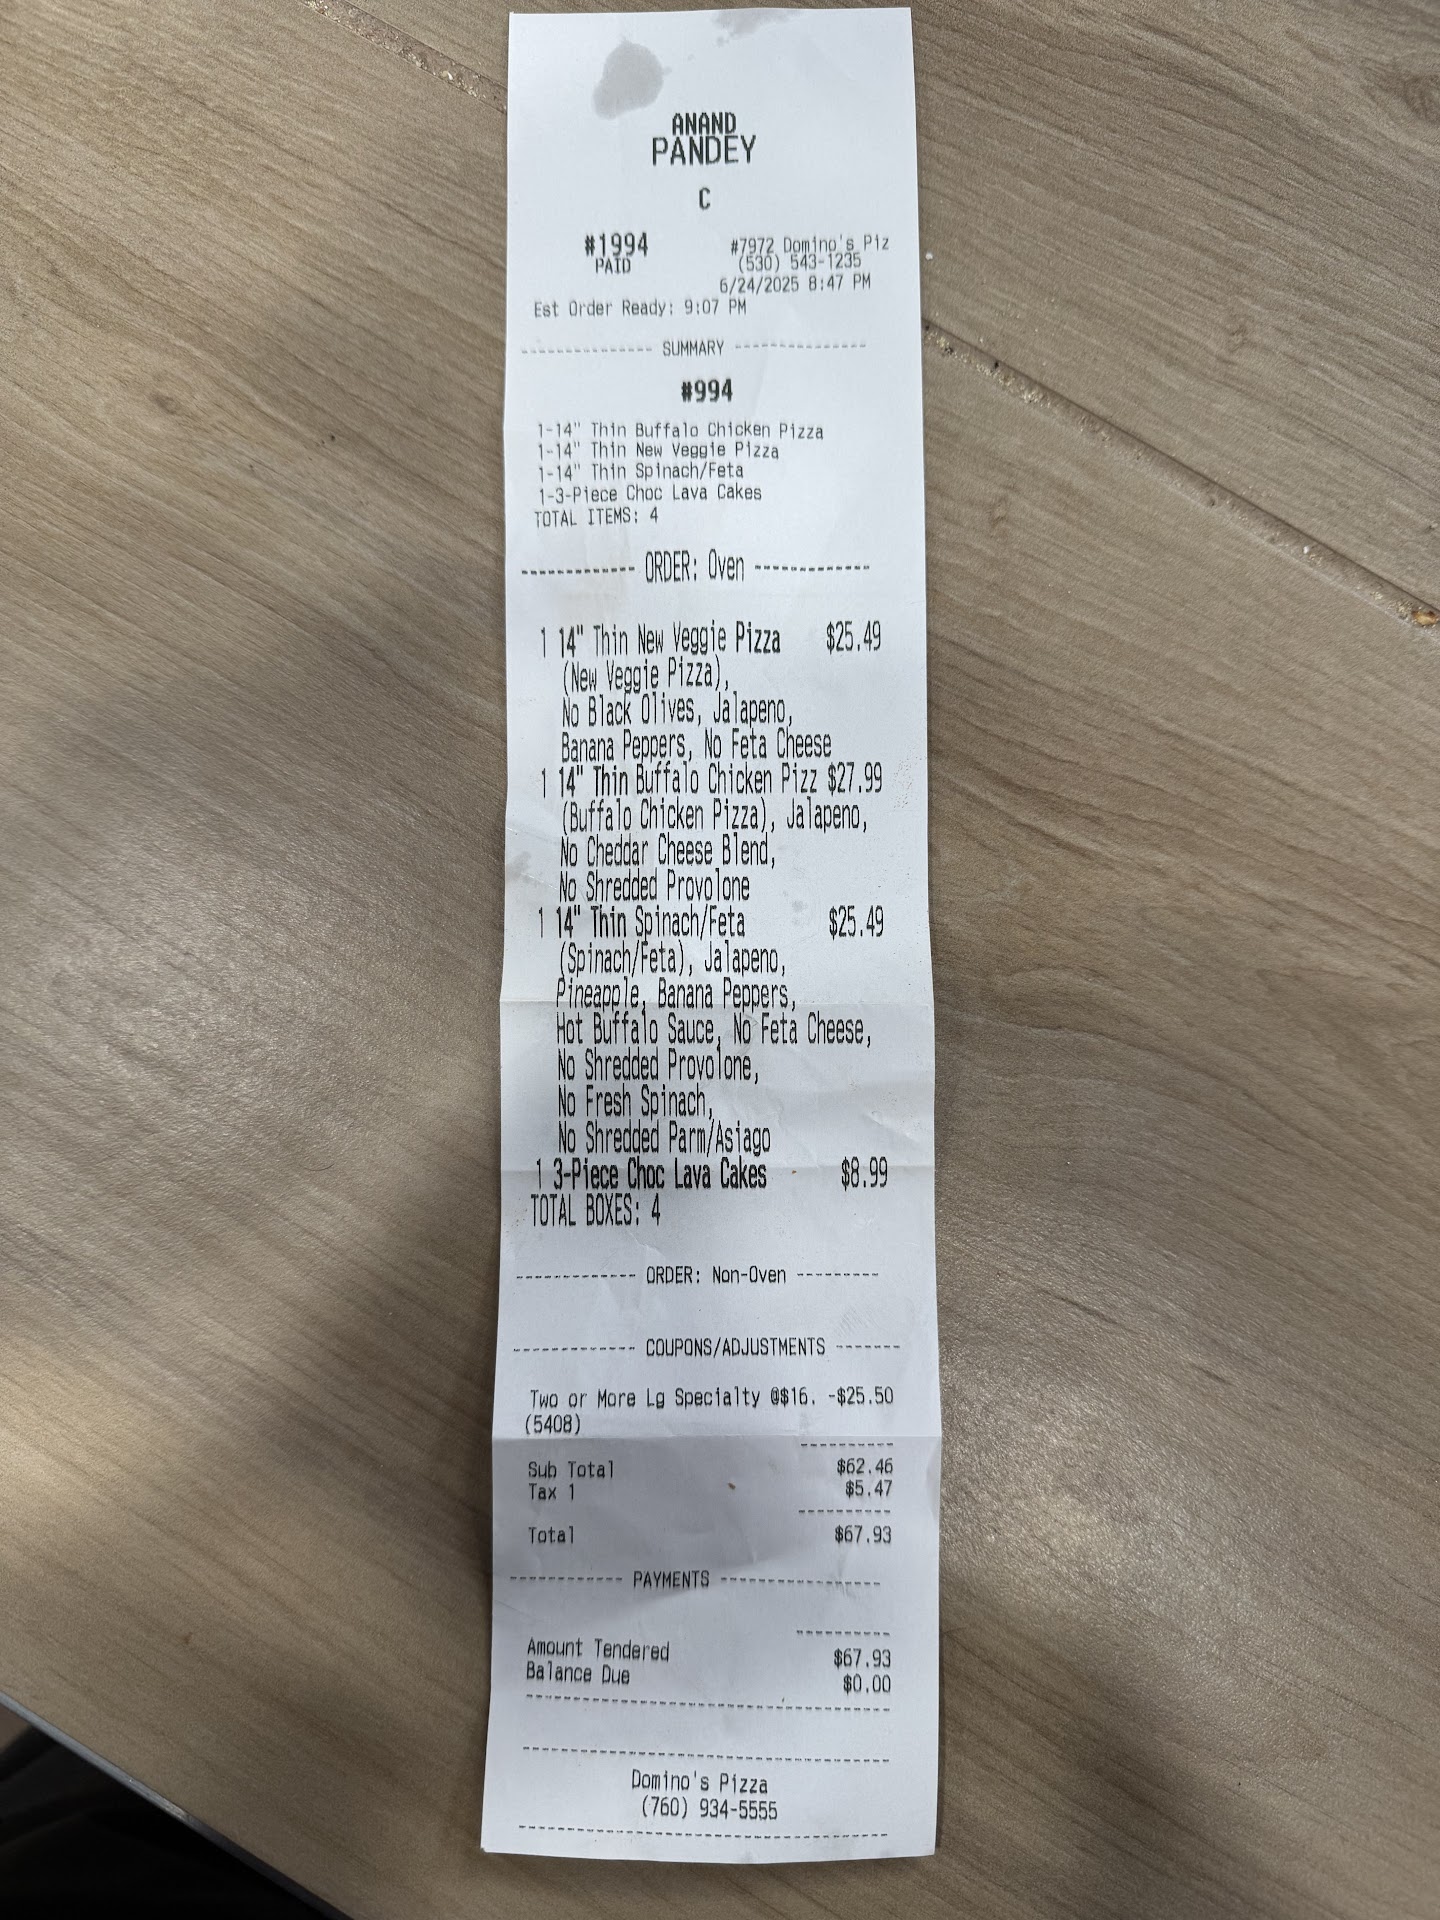 ANAND
PANDEY
C
#1994
PAID
#7972 Domino's Piz
(530) 543-1235
6/24/2025 8:47 PM
Est Order Ready: 9:07 PM
------------- SUMMARY -------------
#994
1-14" Thin Buffalo Chicken Pizza
1-14" Thin New Veggie Pizza
1-14" Thin Spinach/Feta
1-3-Piece Choc Lava Cakes
TOTAL ITEMS: 4
------------ ORDER: Oven ------------
1 14" Thin New Veggie Pizza $25.49
(New Veggie Pizza),
No Black Olives, Jalapeno,
Banana Peppers, No Feta Cheese
1 14" Thin Buffalo Chicken Pizz $27.99
(Buffalo Chicken Pizza), Jalapeno,
No Cheddar Cheese Blend,
No Shredded Provolone
1 14" Thin Spinach/Feta $25.49
(Spinach/Feta), Jalapeno,
Pineapple, Banana Peppers,
Hot Buffalo Sauce, No Feta Cheese,
No Shredded Provolone,
No Fresh Spinach,
No Shredded Parm/Asiago
1 3-Piece Choc Lava Cakes $8.99
TOTAL BOXES: 4
------------ ORDER: Non-Oven ---------
------------ COUPONS/ADJUSTMENTS -------
Two or More Lg Specialty @$16. -$25.50
(5408)
Sub Total $62.46
Tax 1 $5.47
Total $67.93
------------ PAYMENTS ----------------
Amount Tendered $67.93
Balance Due $0.00
Domino's Pizza
(760) 934-5555